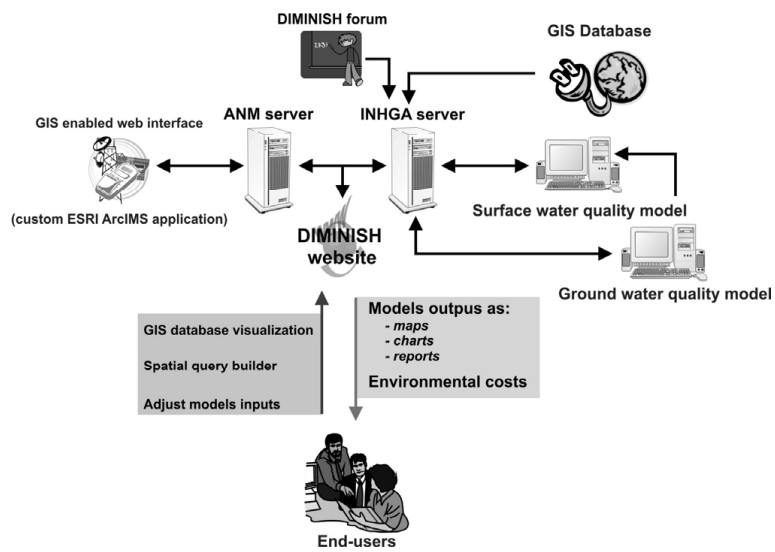 DIMINISH forum
GIS Database
ANM server
INHGA server
GIS enabled web interface
(custom ESRI ArcIMS application)
Surface water quality model
DIMINISH
website
Ground water quality model
GIS database visualization
Spatial query builder
Adjust models inputs
Models outpus as:
- maps
- charts
- reports
Environmental costs
End-users